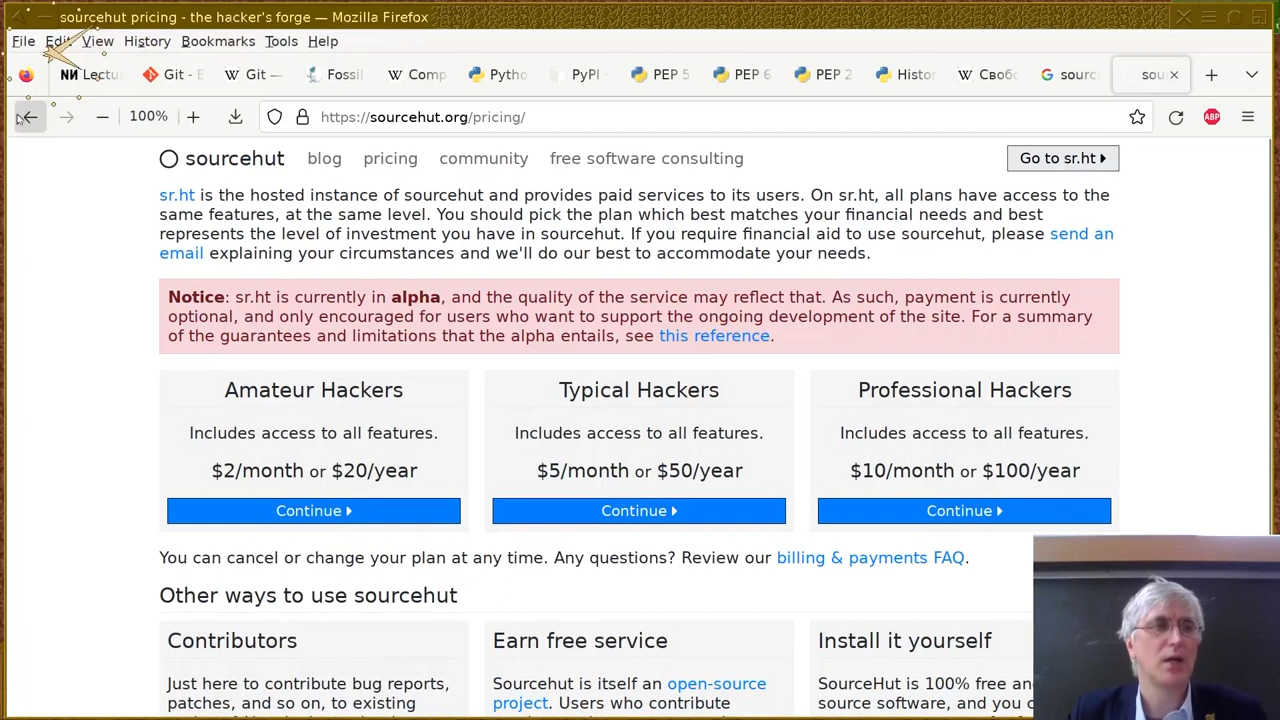 sourcehut pricing - the hacker's forge — Mozilla Firefox
File Edit View History Bookmarks Tools Help
Lectu Git - E Git — Fossil Comp Pytho PyPI PEP 5 PEP 6 PEP 2 Histor Своб sourc sou
100% https://sourcehut.org/pricing/ ABP
sourcehut blog pricing community free software consulting Go to sr.ht
sr.ht is the hosted instance of sourcehut and provides paid services to its users. On sr.ht, all plans have access to the
same features, at the same level. You should pick the plan which best matches your financial needs and best
represents the level of investment you have in sourcehut. If you require financial aid to use sourcehut, please send an
email explaining your circumstances and we'll do our best to accommodate your needs.
Notice: sr.ht is currently in alpha, and the quality of the service may reflect that. As such, payment is currently
optional, and only encouraged for users who want to support the ongoing development of the site. For a summary
of the guarantees and limitations that the alpha entails, see this reference.
Amateur Hackers
Includes access to all features.
$2/month or $20/year
Continue
Typical Hackers
Includes access to all features.
$5/month or $50/year
Continue
Professional Hackers
Includes access to all features.
$10/month or $100/year
Continue
You can cancel or change your plan at any time. Any questions? Review our billing & payments FAQ.
Other ways to use sourcehut
Contributors
Just here to contribute bug reports,
patches, and so on, to existing
Earn free service
Sourcehut is itself an open-source
project. Users who contribute
Install it yourself
SourceHut is 100% free an
source software, and you c